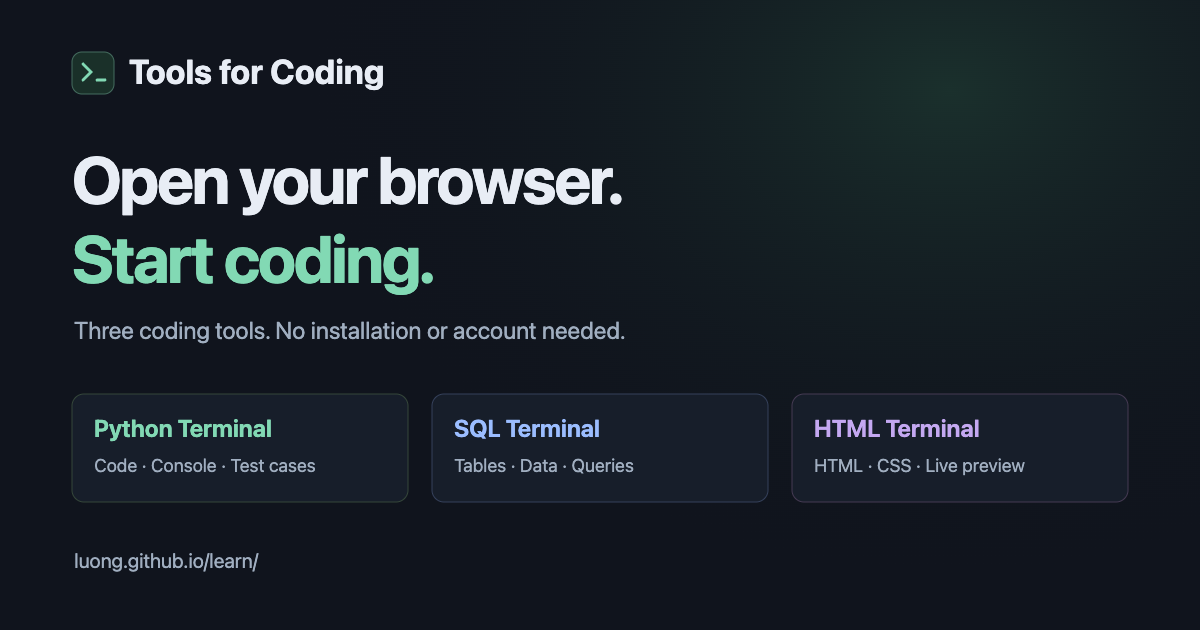 Tools for Coding
Open your browser.
Start coding.
Three coding tools. No installation or account needed.
Python Terminal
Code · Console · Test cases
SQL Terminal
Tables · Data · Queries
HTML Terminal
HTML · CSS · Live preview
luong.github.io/learn/